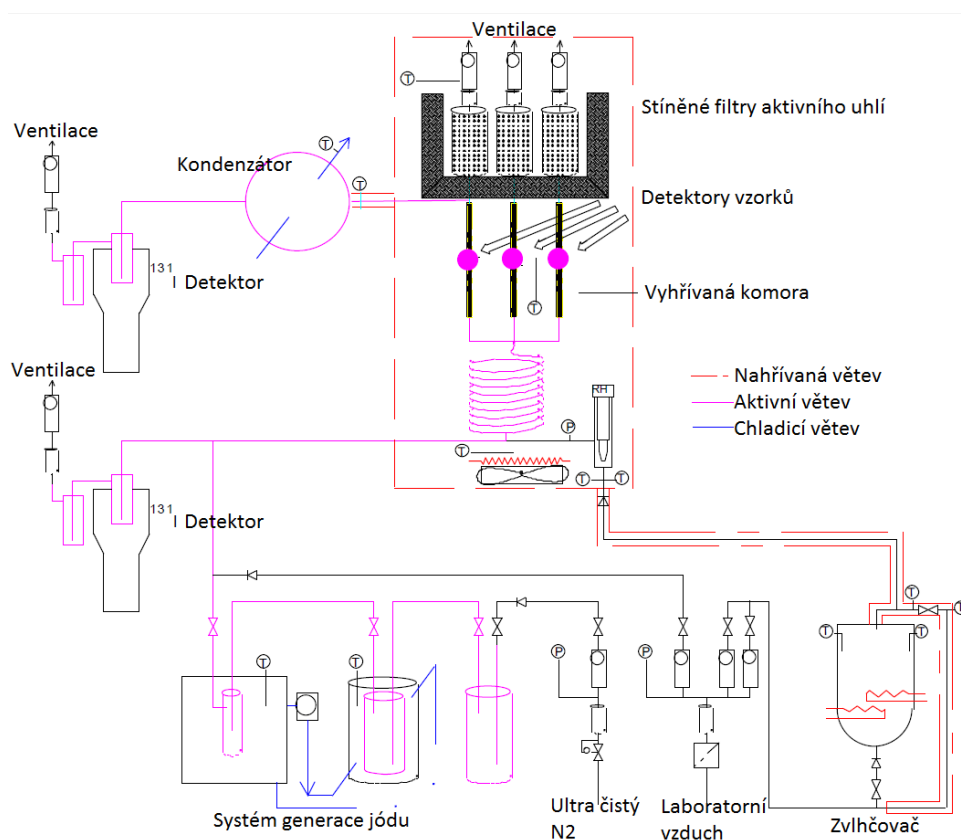 Ventilace
T
Stíněné filtry aktivního uhlí
Ventilace
Kondenzátor
T
T
Detektory vzorků
131
I Detektor
T
Vyhřívaná komora
Ventilace
Nahřívaná větev
Aktivní větev
Chladicí větev
RH
P
T
T
T
131
I Detektor
T
T
T
T
T
T
P
P
Systém generace jódu
Ultra čistý
N2
Laboratorní
vzduch
Zvlhčovač